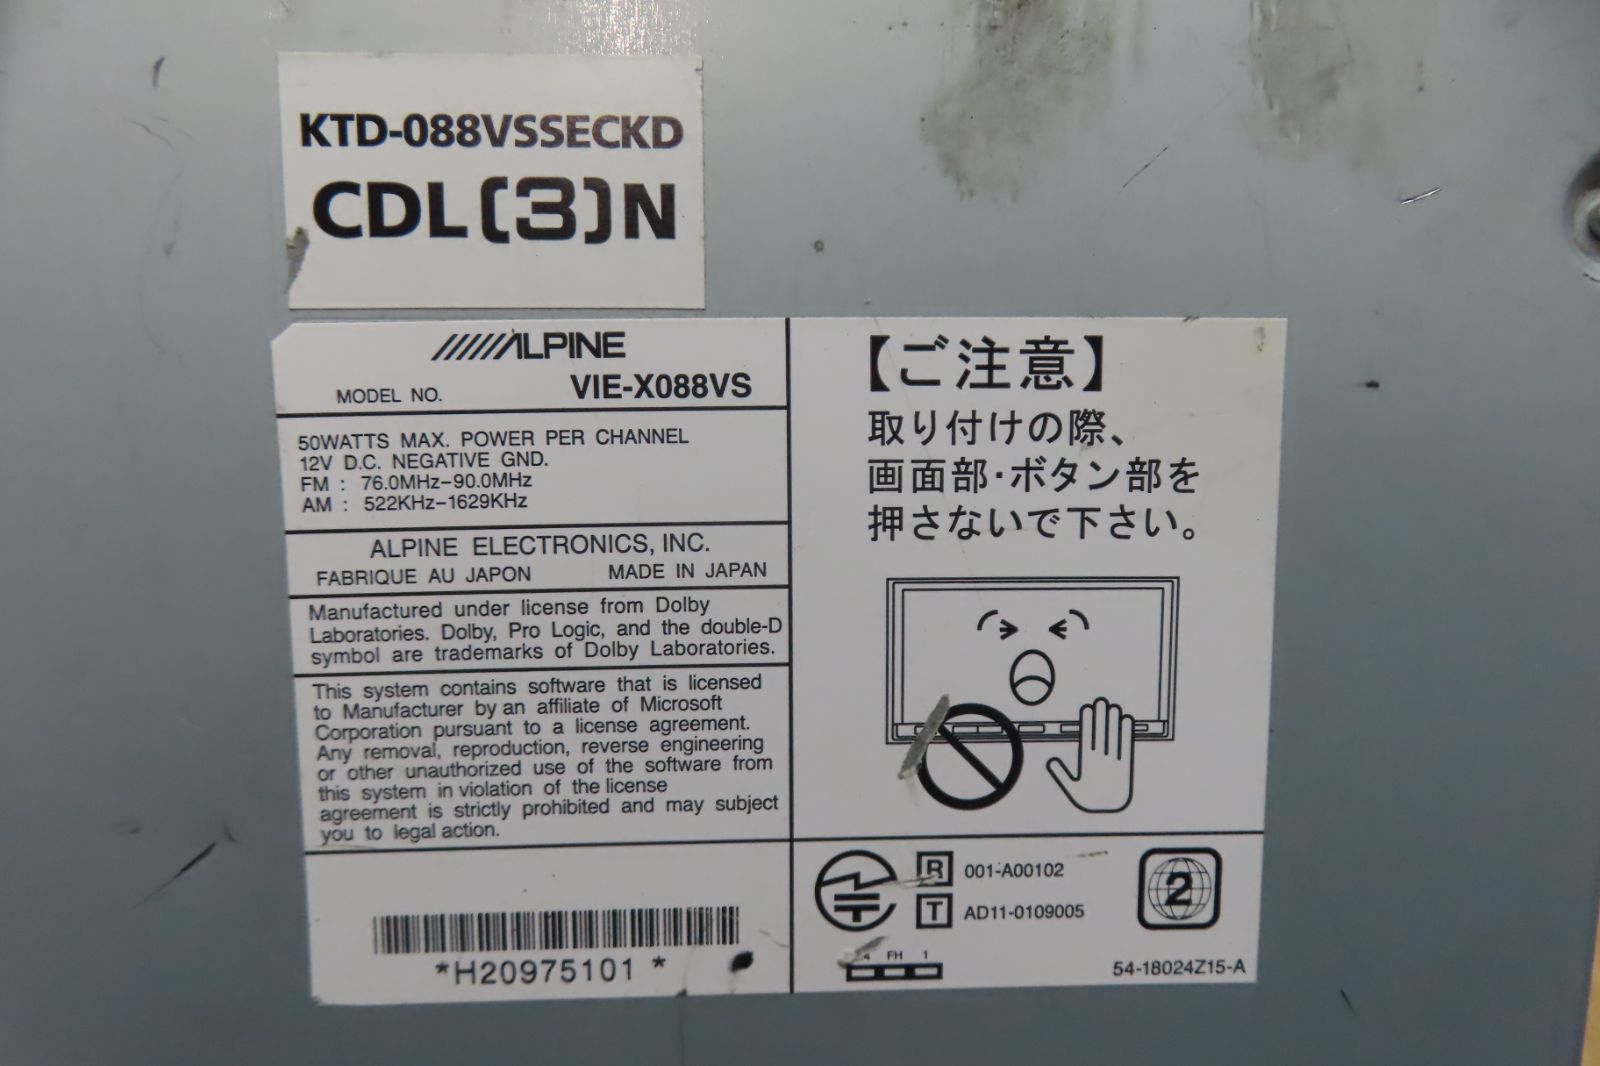 KTD-088VSSECKD
CDL(3)N
ALPINE
MODEL NO. VIE-X088VS
50WATTS MAX. POWER PER CHANNEL
12V D.C. NEGATIVE GND.
FM : 76.0MHz-90.0MHz
AM : 522KHz-1629KHz
ALPINE ELECTRONICS, INC.
FABRIQUE AU JAPON MADE IN JAPAN
Manufactured under license from Dolby
Laboratories. Dolby, Pro Logic, and the double-D
symbol are trademarks of Dolby Laboratories.
This system contains software that is licensed
to Manufacturer by an affiliate of Microsoft
Corporation pursuant to a license agreement.
Any removal, reproduction, reverse engineering
or other unauthorized use of the software from
this system in violation of the license
agreement is strictly prohibited and may subject
you to legal action.
*H20975101*
【ご注意】
取り付けの際、
画面部・ボタン部を
押さないで下さい。
R 001-A00102
T AD11-0109005
2
4 FH 1
54-18024Z15-A